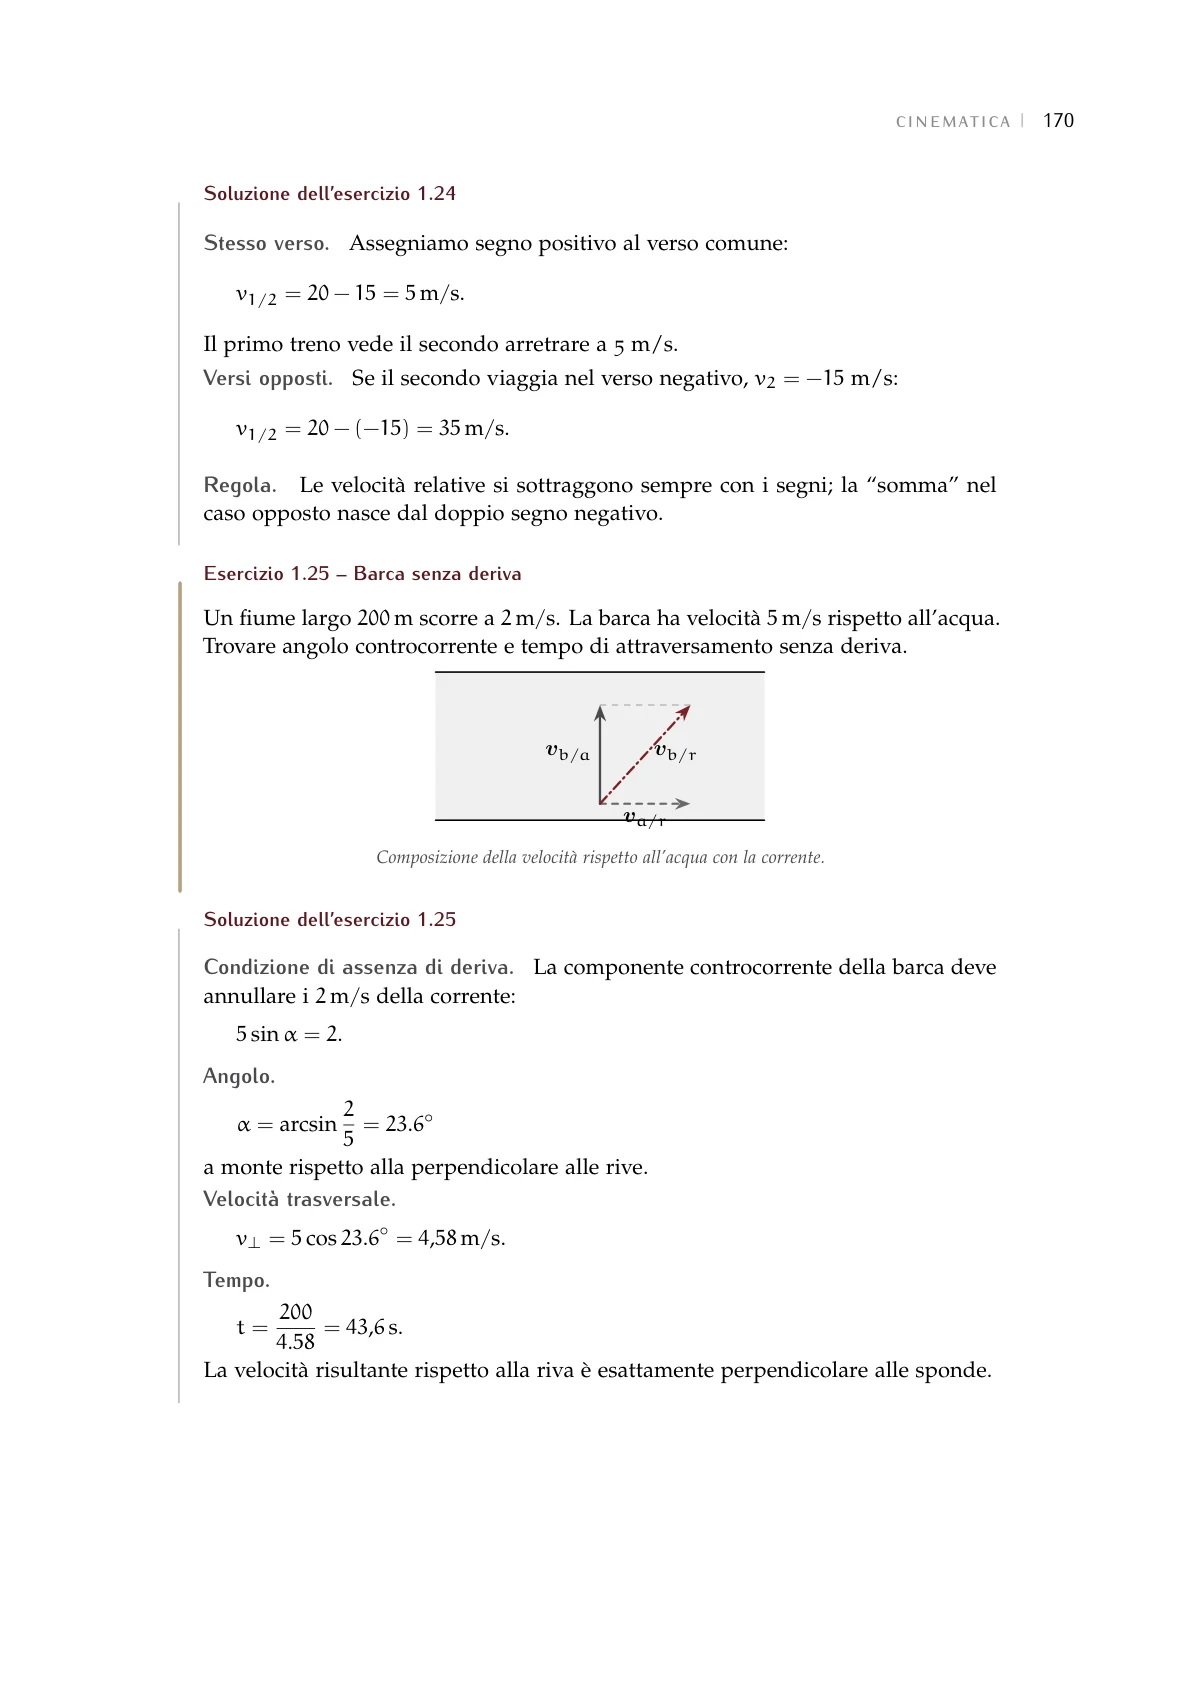 CINEMATICA | 170
Soluzione dell’esercizio 1.24
Stesso verso. Assegniamo segno positivo al verso comune:
v1/2 = 20 − 15 = 5 m/s.
Il primo treno vede il secondo arretrare a 5 m/s.
Versi opposti. Se il secondo viaggia nel verso negativo, v2 = −15 m/s:
v1/2 = 20 − (−15) = 35 m/s.
Regola. Le velocità relative si sottraggono sempre con i segni; la “somma” nel
caso opposto nasce dal doppio segno negativo.
Esercizio 1.25 – Barca senza deriva
Un fiume largo 200 m scorre a 2 m/s. La barca ha velocità 5 m/s rispetto all’acqua.
Trovare angolo controcorrente e tempo di attraversamento senza deriva.
vb/a vb/r
va/r
Composizione della velocità rispetto all’acqua con la corrente.
Soluzione dell’esercizio 1.25
Condizione di assenza di deriva. La componente controcorrente della barca deve
annullare i 2 m/s della corrente:
5 sin α = 2.
Angolo.
α = arcsin 2/5 = 23.6°
a monte rispetto alla perpendicolare alle rive.
Velocità trasversale.
v⊥ = 5 cos 23.6° = 4,58 m/s.
Tempo.
t = 200/4.58 = 43,6 s.
La velocità risultante rispetto alla riva è esattamente perpendicolare alle sponde.